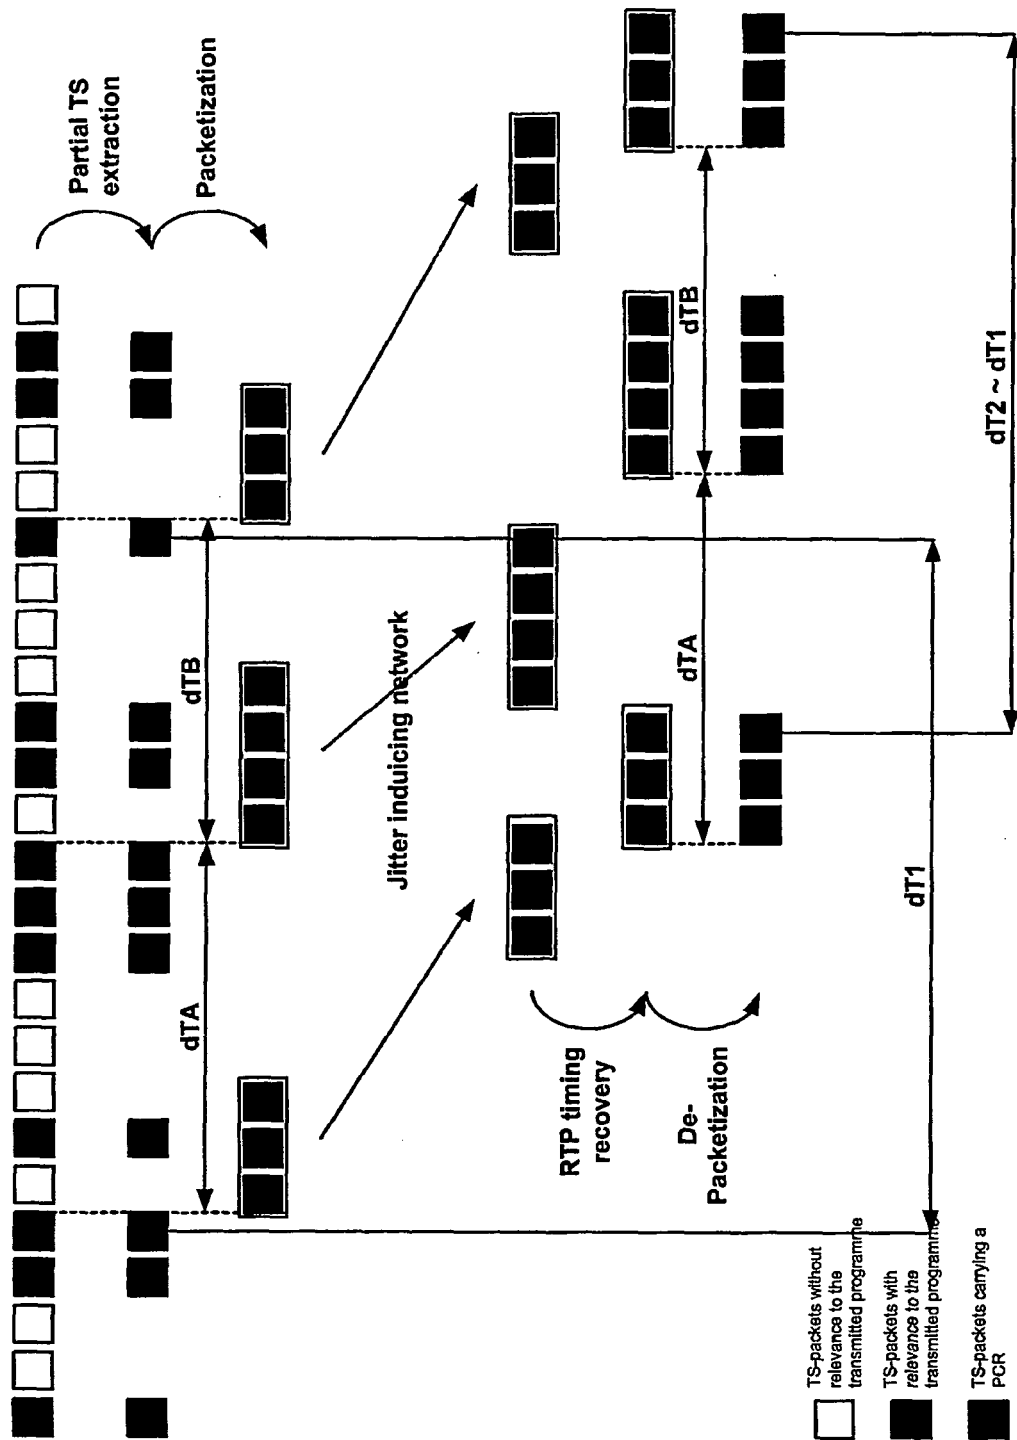 Partial TS
extraction
Packetization
dTA
dTB
Jitter induicing network
RTP timing
recovery
De-
Packetization
dTA
dTB
dT1
dT2 ~ dT1
TS-packets without
relevance to the
transmitted programme
TS-packets with
relevance to the
transmitted programme
TS-packets carrying a
PCR